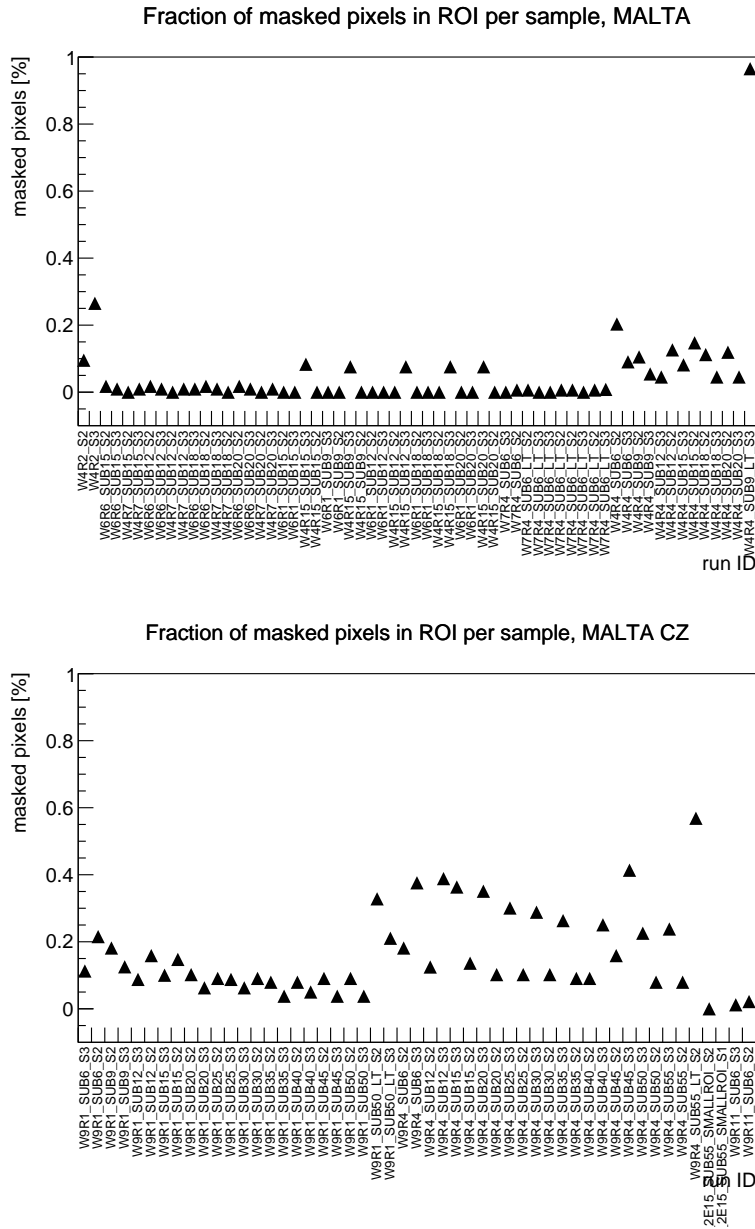 Fraction of masked pixels in ROI per sample, MALTA
masked pixels [%]
1
0.8
0.6
0.4
0.2
0
W4R2_S2
W4R2_S3
W6R6_SUB15_S2
W6R6_SUB15_S3
W4R7_SUB15_S2
W4R7_SUB15_S3
W6R6_SUB12_S2
W6R6_SUB12_S3
W4R7_SUB12_S2
W4R7_SUB12_S3
W6R6_SUB18_S3
W6R6_SUB18_S2
W4R7_SUB18_S3
W4R7_SUB18_S2
W6R6_SUB20_S2
W6R6_SUB20_S3
W4R7_SUB20_S3
W4R7_SUB20_S2
W6R1_SUB15_S2
W6R1_SUB15_S3
W4R15_SUB15_S3
W4R15_SUB15_S2
W6R1_SUB9_S3
W6R1_SUB9_S2
W4R15_SUB9_S3
W4R15_SUB9_S2
W6R1_SUB12_S2
W6R1_SUB12_S3
W4R15_SUB12_S2
W4R15_SUB12_S3
W6R1_SUB18_S2
W6R1_SUB18_S3
W4R15_SUB18_S2
W4R15_SUB18_S3
W6R1_SUB20_S2
W6R1_SUB20_S3
W4R15_SUB20_S3
W4R15_SUB20_S2
W7R4_SUB6_S3
W7R4_SUB6_S2
W7R4_SUB6_LT_S2
W7R4_SUB6_LT_S3
W7R4_SUB6_LT_S3
W7R4_SUB6_LT_S2
W7R4_SUB6_LT_S2
W7R4_SUB6_LT_S3
W7R4_SUB6_LT_S2
W7R4_SUB6_LT_S3
W4R4_SUB6_S2
W4R4_SUB6_S3
W4R4_SUB9_S2
W4R4_SUB9_S3
W4R4_SUB12_S3
W4R4_SUB12_S2
W4R4_SUB15_S3
W4R4_SUB15_S2
W4R4_SUB18_S2
W4R4_SUB18_S3
W4R4_SUB20_S2
W4R4_SUB20_S3
W4R4_SUB9_LT_S3
run ID
Fraction of masked pixels in ROI per sample, MALTA CZ
masked pixels [%]
1
0.8
0.6
0.4
0.2
0
W9R1_SUB6_S3
W9R1_SUB6_S2
W9R1_SUB9_S2
W9R1_SUB9_S3
W9R1_SUB12_S3
W9R1_SUB12_S2
W9R1_SUB15_S3
W9R1_SUB15_S2
W9R1_SUB20_S2
W9R1_SUB20_S3
W9R1_SUB25_S2
W9R1_SUB25_S3
W9R1_SUB30_S3
W9R1_SUB30_S2
W9R1_SUB35_S2
W9R1_SUB35_S3
W9R1_SUB40_S2
W9R1_SUB40_S3
W9R1_SUB45_S2
W9R1_SUB45_S3
W9R1_SUB50_S2
W9R1_SUB50_S3
W9R1_SUB50_LT_S2
W9R1_SUB50_LT_S3
W9R4_SUB6_S2
W9R4_SUB6_S3
W9R4_SUB12_S2
W9R4_SUB12_S3
W9R4_SUB15_S3
W9R4_SUB15_S2
W9R4_SUB20_S3
W9R4_SUB20_S2
W9R4_SUB25_S3
W9R4_SUB25_S2
W9R4_SUB30_S3
W9R4_SUB30_S2
W9R4_SUB35_S3
W9R4_SUB35_S2
W9R4_SUB40_S2
W9R4_SUB40_S3
W9R4_SUB45_S2
W9R4_SUB45_S3
W9R4_SUB50_S3
W9R4_SUB50_S2
W9R4_SUB55_S3
W9R4_SUB55_S2
W9R4_SUB55_LT_S2
2E15_SUB55_SMALLROI_S2
2E15_SUB55_SMALLROI_S1
W9R11_SUB6_S3
W9R11_SUB6_S2
run ID